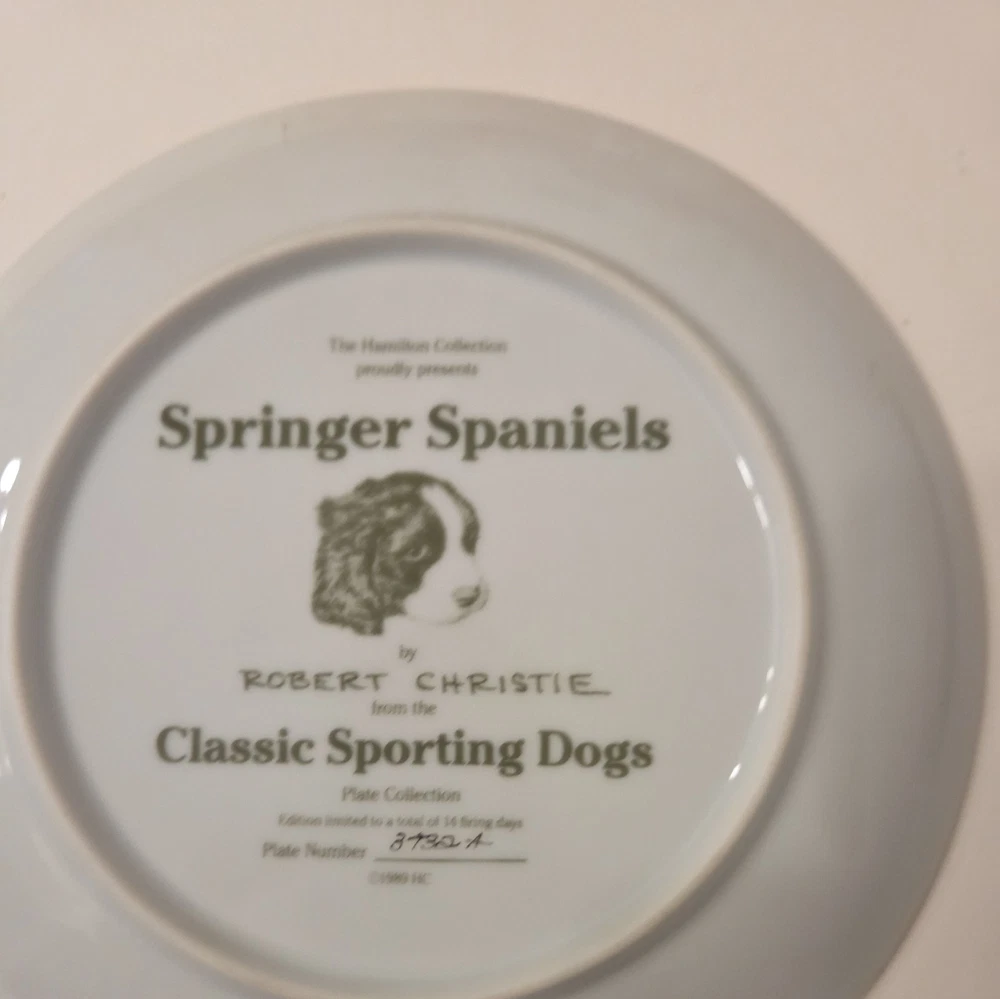 The Hamilton Collection
proudly presents
Springer Spaniels
by
ROBERT CHRISTIE
from the
Classic Sporting Dogs
Plate Collection
Edition limited to a total of 14 firing days
Plate Number
©1989 HC